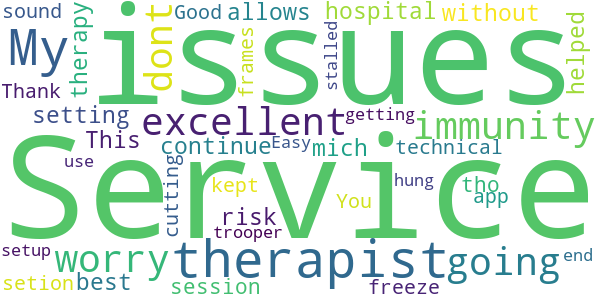 sound
My
therapy
issues
dont
Good
allows
hospital
without
frames
stalled
helped
Thank
setting
excellent
getting
immunity
This
continue
Easy
mich
technical
use
cutting
kept
hung
tho
app
Service
risk
You
trooper
setup
worry
therapist
going
end
setion
best
session
freeze